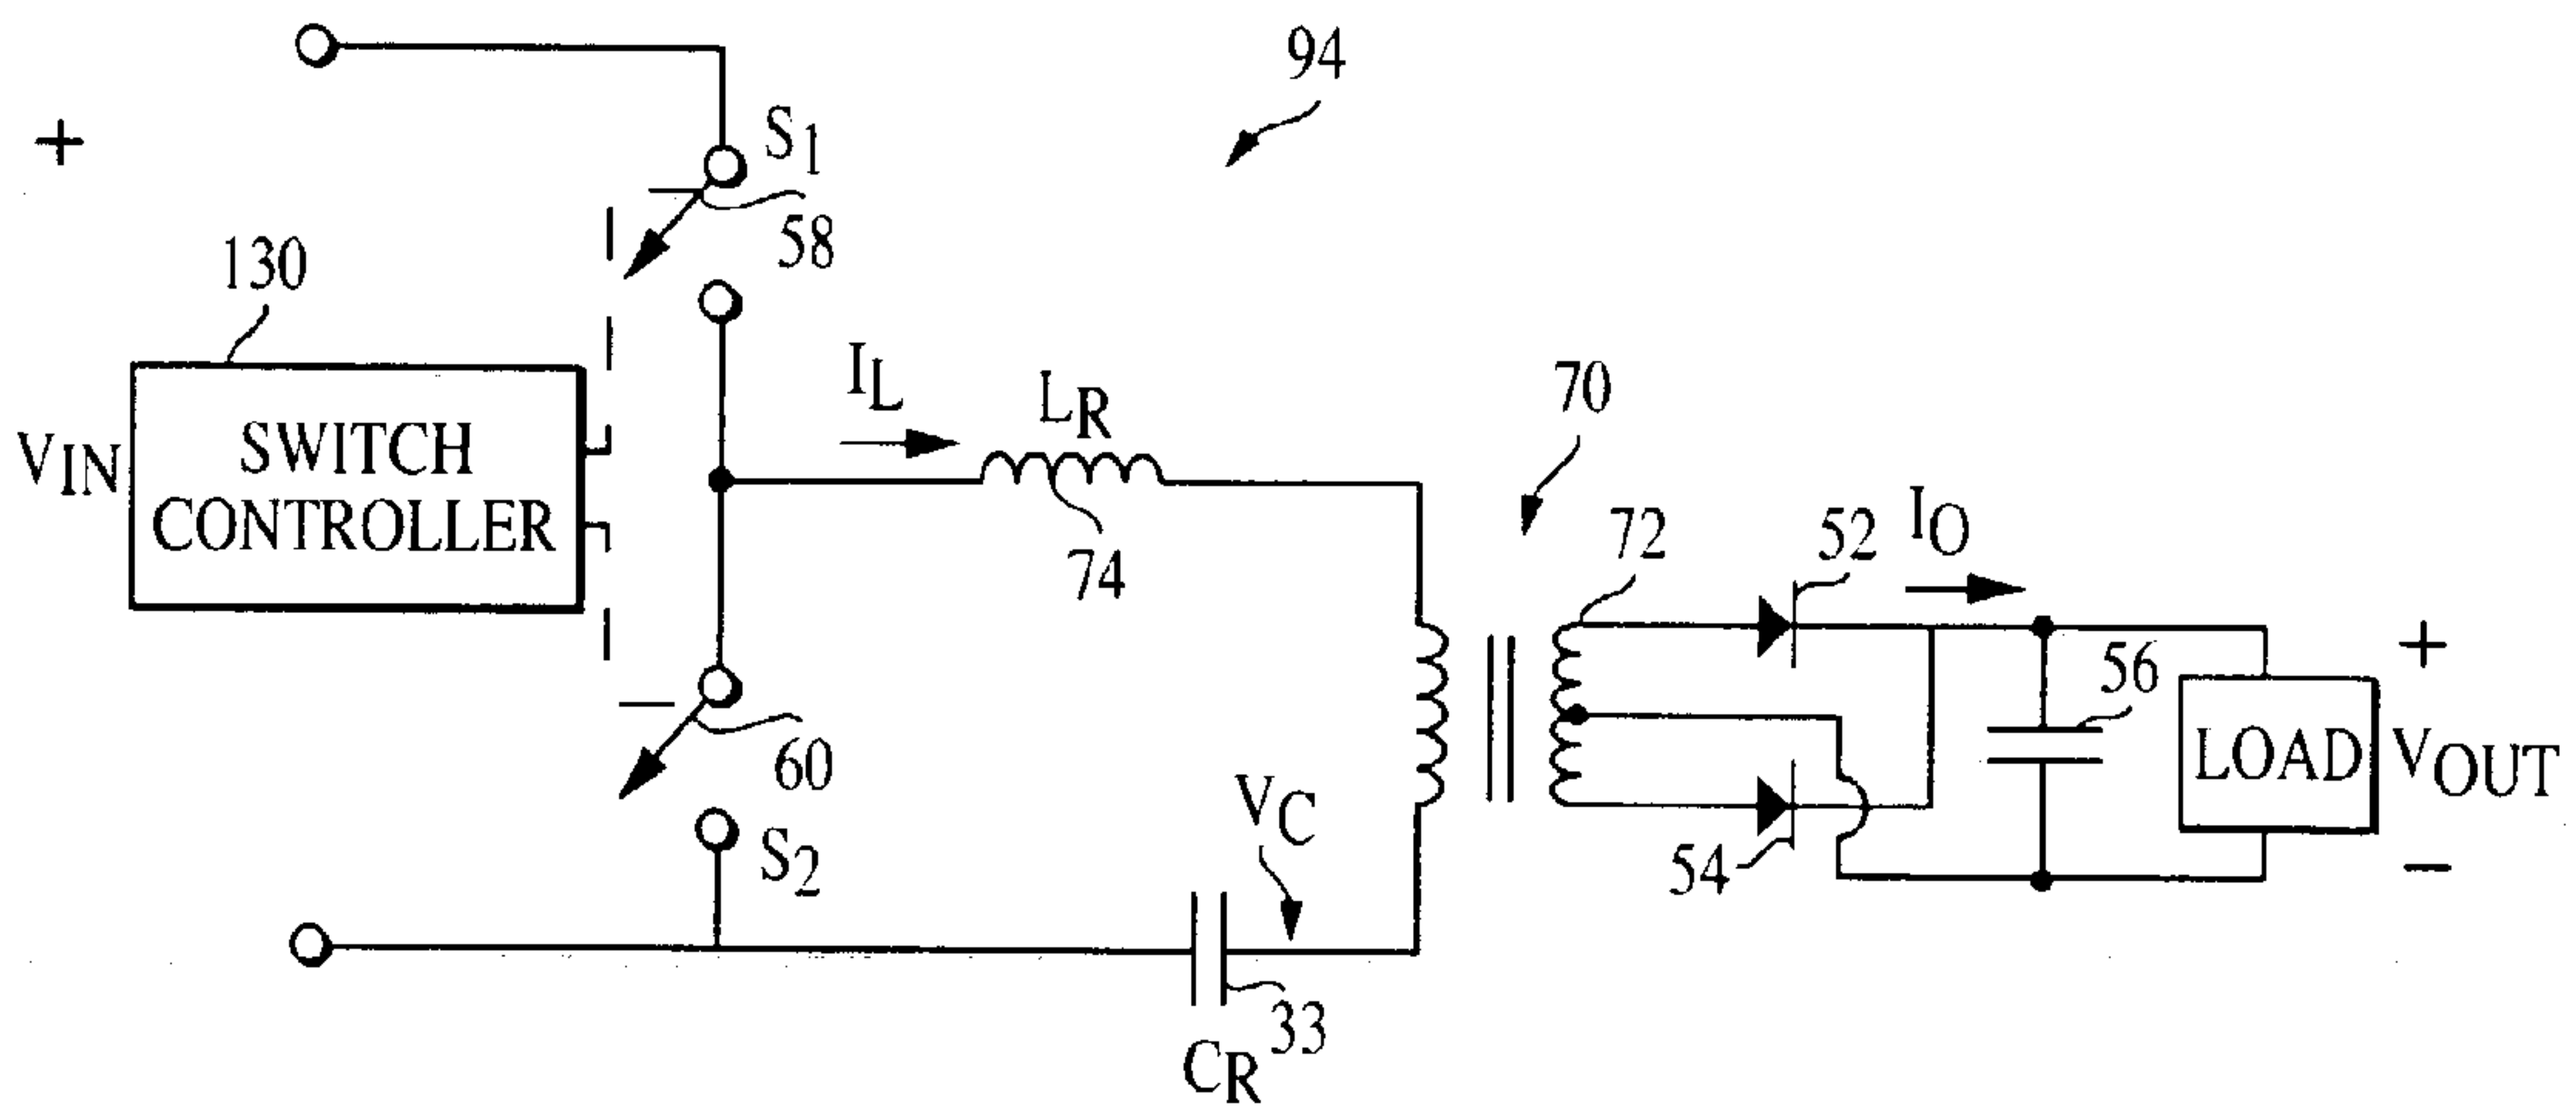 94
+
S1
58
130
VIN
SWITCH
CONTROLLER
IL
LR
74
70
72
52
IO
56
+
LOAD
VOUT
−
54
60
S2
VC
33
CR